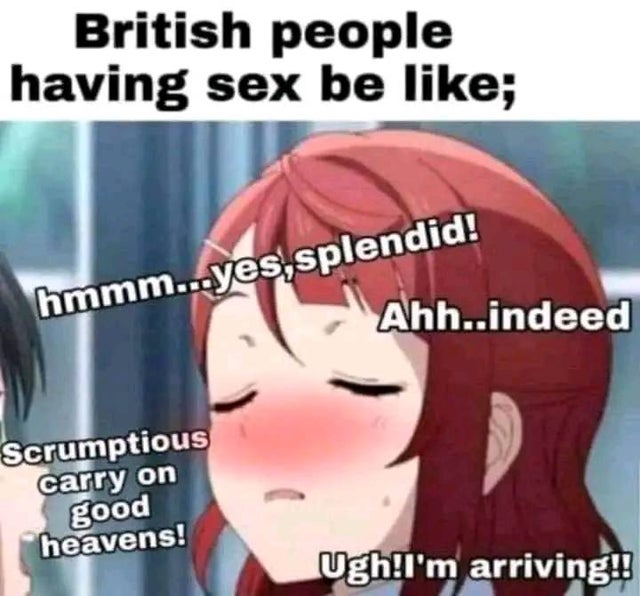 British people
having sex be like;
hmmm...yes,splendid!
Ahh..indeed
Scrumptious
carry on
good
heavens!
Ugh!I'm arriving!!